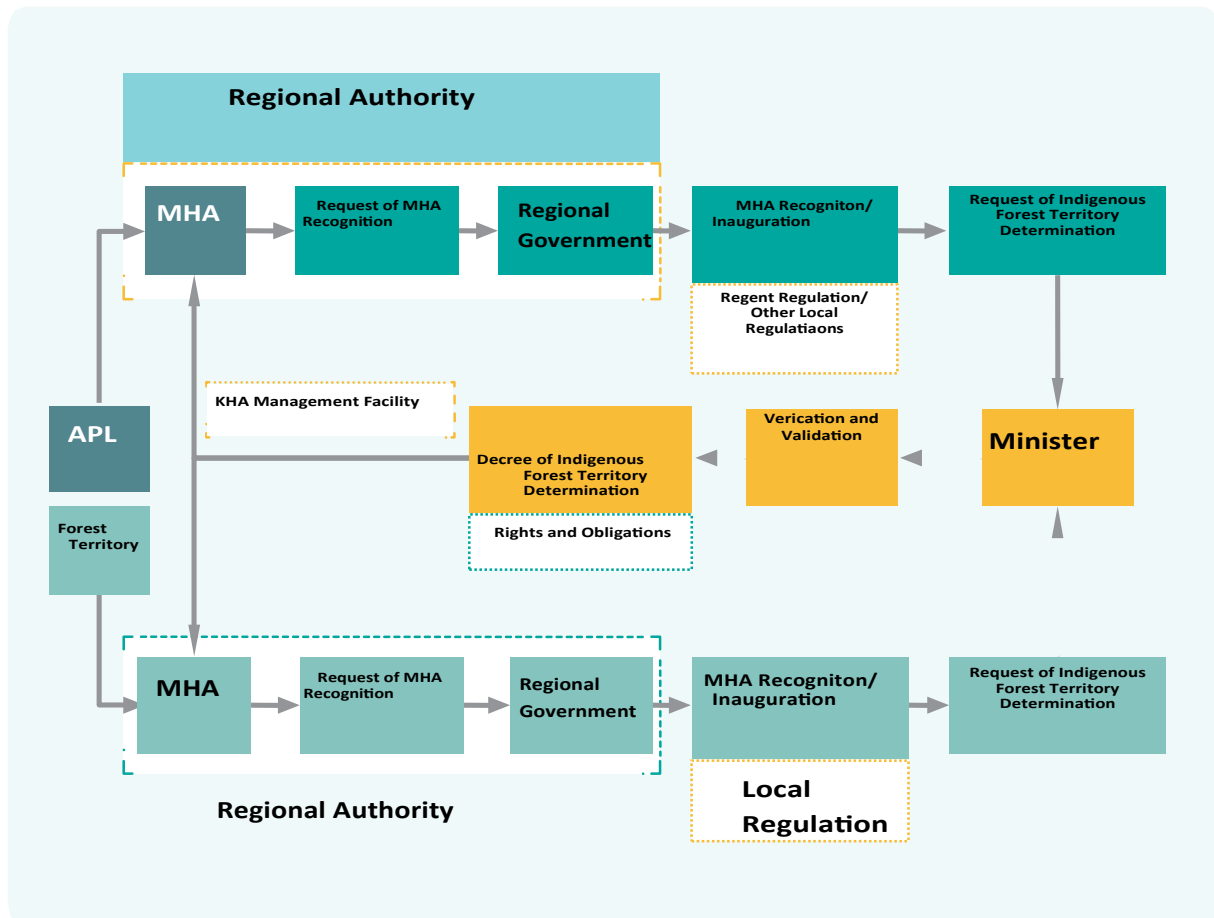 Regional Authority
MHA
Request of MHA
Recognition
Regional
Government
MHA Recogniton/
Inauguration
Request of Indigenous
Forest Territory
Determination
Regent Regulation/
Other Local
Regulatiaons
KHA Management Facility
APL
Decree of Indigenous
Forest Territory
Determination
Verication and
Validation
Minister
Forest
Territory
Rights and Obligations
MHA
Request of MHA
Recognition
Regional
Government
MHA Recogniton/
Inauguration
Request of Indigenous
Forest Territory
Determination
Local
Regulation
Regional Authority